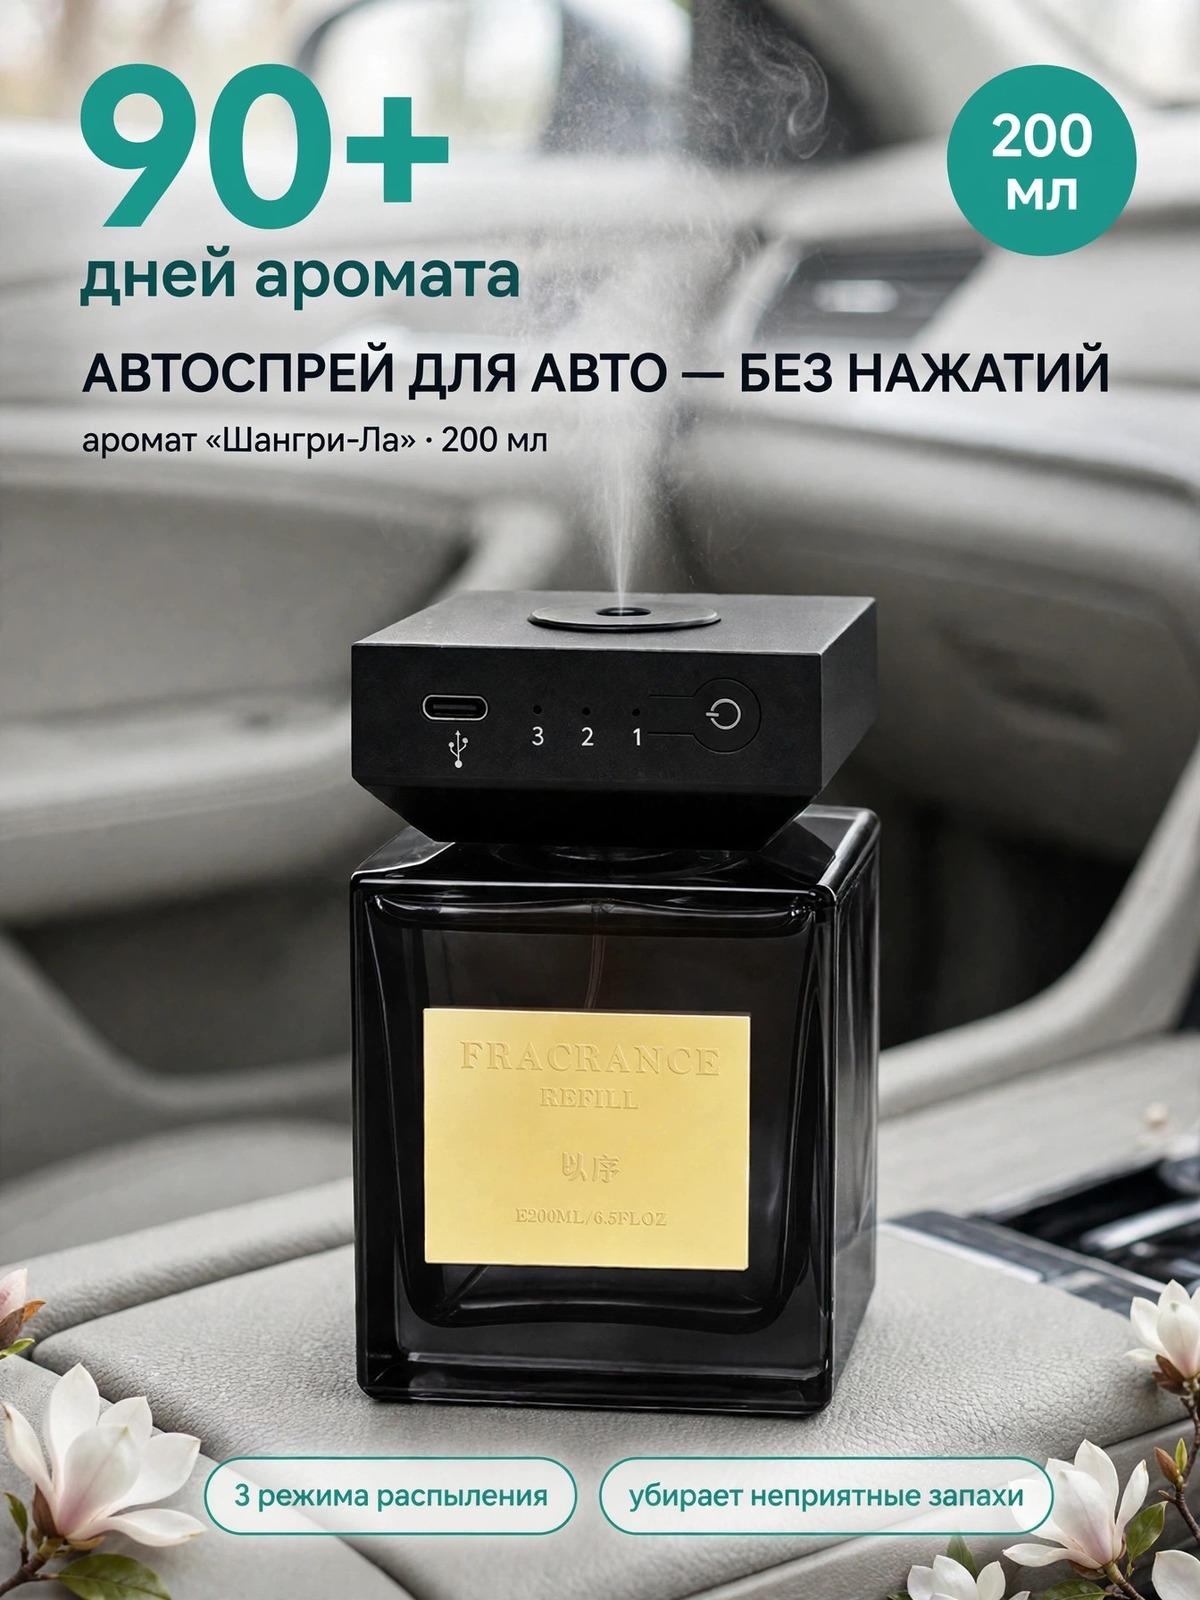 90+
200
мл
дней аромата
АВТОСПРЕЙ ДЛЯ АВТО — БЕЗ НАЖАТИЙ
аромат «Шангри-Ла» · 200 мл
3 2 1
FRACRANCE
REFILL
以序
E200ML/6.5FLOZ
3 режима распыления
убирает неприятные запахи